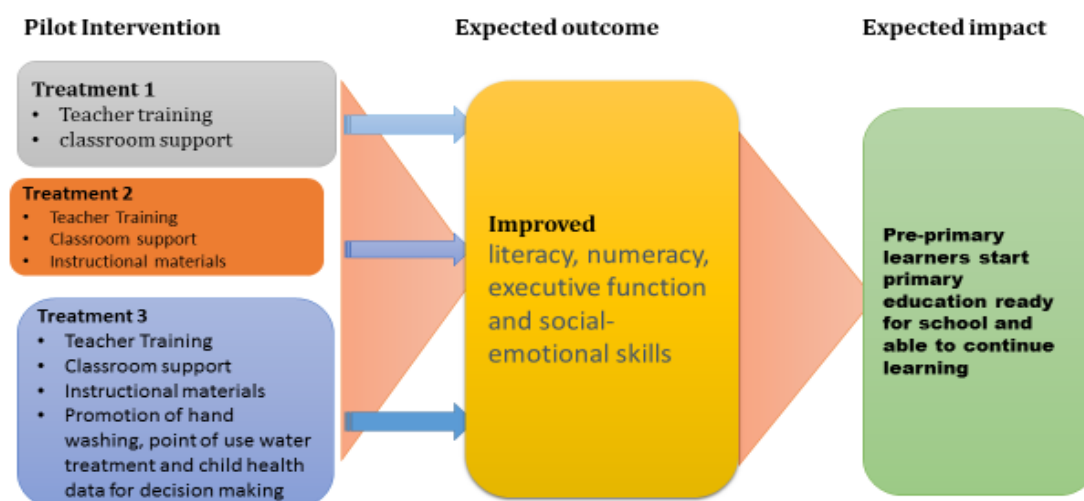 Pilot Intervention
Expected outcome
Expected impact
Treatment 1
• Teacher training
• classroom support
Treatment 2
• Teacher Training
• Classroom support
• Instructional materials
Treatment 3
• Teacher Training
• Classroom support
• Instructional materials
• Promotion of hand
washing, point of use water
treatment and child health
data for decision making
Improved
literacy, numeracy,
executive function
and social-
emotional skills
Pre-primary
learners start
primary
education ready
for school and
able to continue
learning